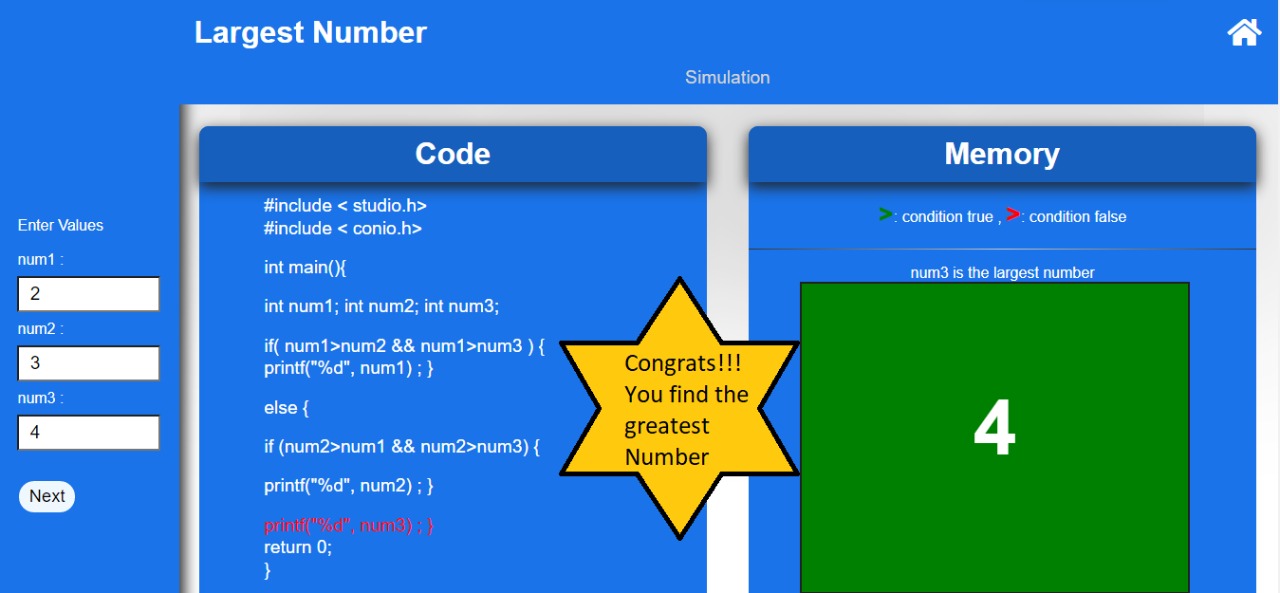 Largest Number
Simulation
Enter Values
num1 :
2
num2 :
3
num3 :
4
Next
Code
#include < studio.h>
#include < conio.h>
int main(){
int num1; int num2; int num3;
if( num1>num2 && num1>num3 ) {
printf("%d", num1) ; }
else {
if (num2>num1 && num2>num3) {
printf("%d", num2) ; }
printf("%d", num3) ; }
return 0;
}
Congrats!!!
You find the
greatest
Number
Memory
>: condition true , >: condition false
num3 is the largest number
4